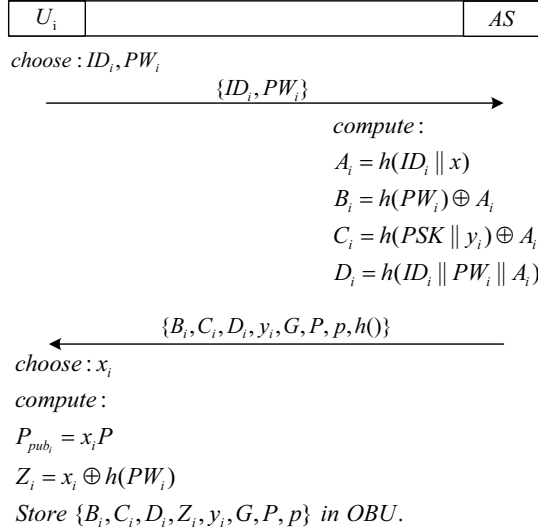 U_i AS
choose : ID_i, PW_i
{ID_i, PW_i}
compute :
A_i = h(ID_i || x)
B_i = h(PW_i) ⊕ A_i
C_i = h(PSK || y_i) ⊕ A_i
D_i = h(ID_i || PW_i || A_i)
{B_i, C_i, D_i, y_i, G, P, p, h()}
choose : x_i
compute :
P_{pub_i} = x_i P
Z_i = x_i ⊕ h(PW_i)
Store {B_i, C_i, D_i, Z_i, y_i, G, P, p} in OBU.